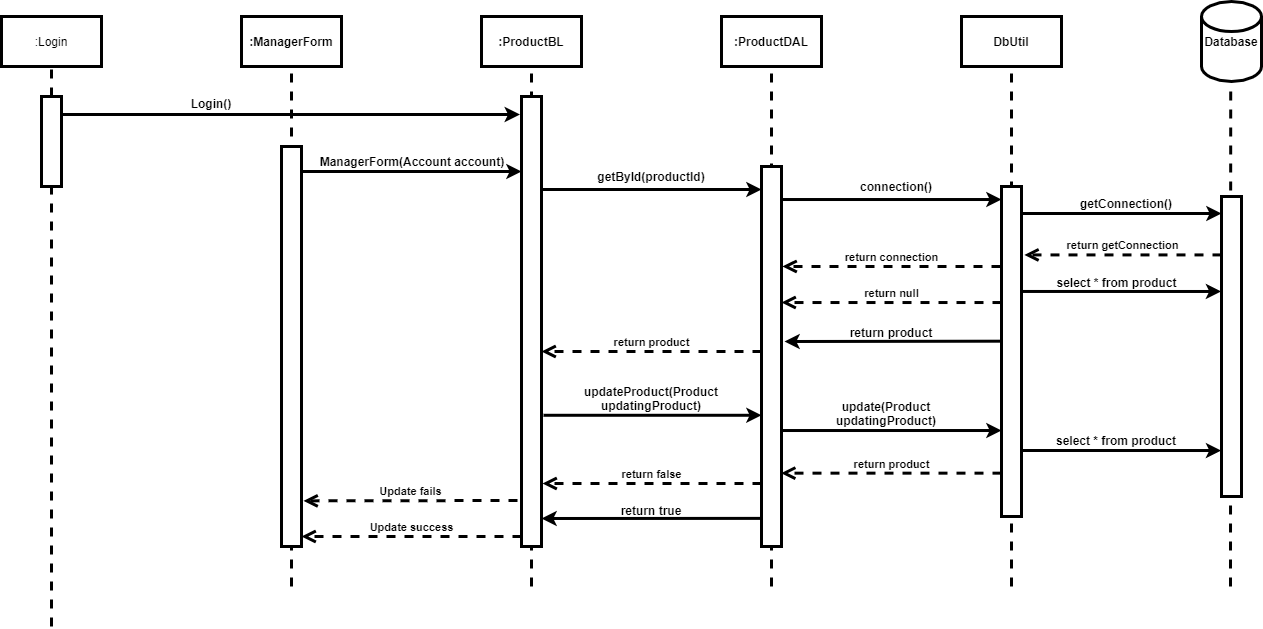 :Login
:ManagerForm
:ProductBL
:ProductDAL
DbUtil
Database
Login()
ManagerForm(Account account)
getById(productId)
connection()
getConnection()
return getConnection
return connection
select * from product
return null
return product
return product
updateProduct(Product
updatingProduct)
update(Product
updatingProduct)
select * from product
return product
return false
Update fails
return true
Update success